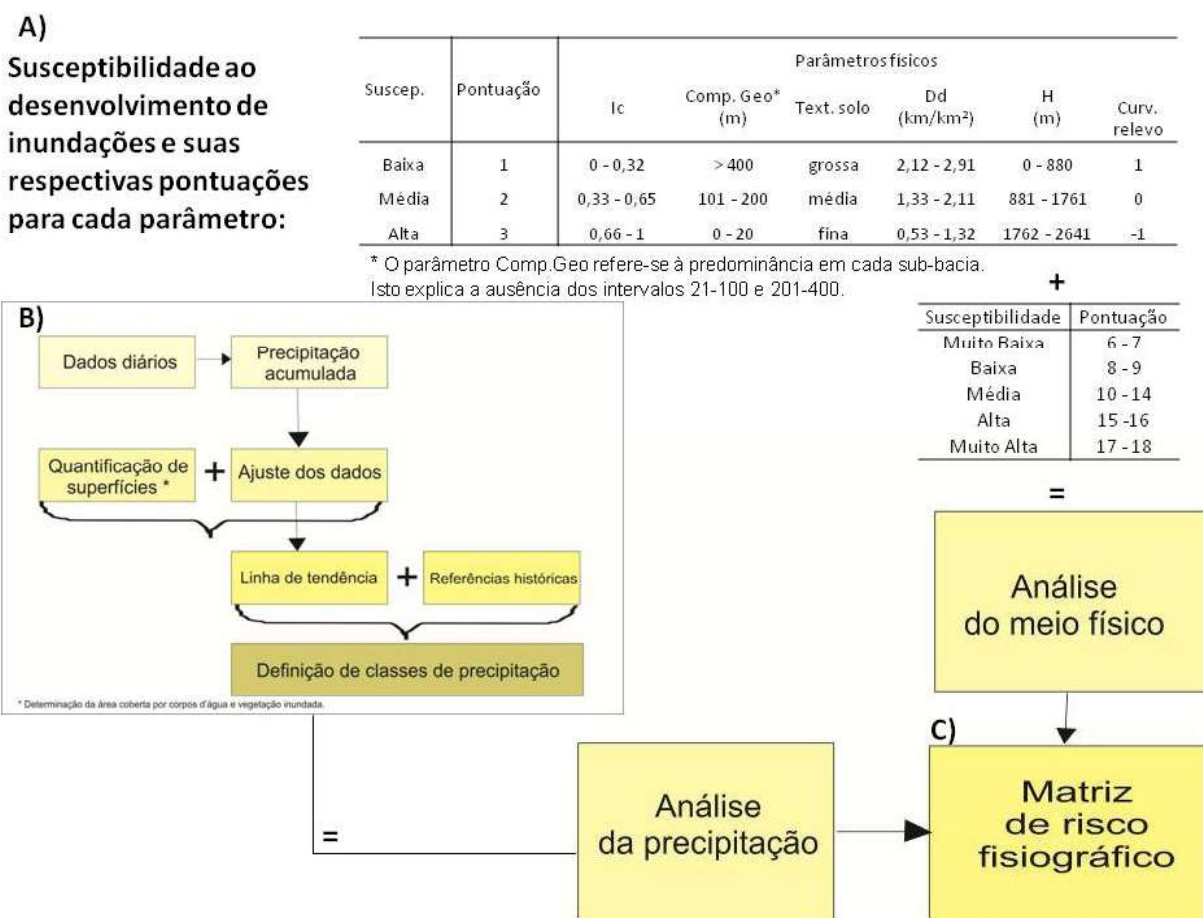 A)
Susceptibilidade ao
desenvolvimento de
inundações e suas
respectivas pontuações
para cada parâmetro:
Parâmetros físicos
Suscep. Pontuação Ic Comp. Geo* (m) Text. solo Dd (km/km²) H (m) Curv. relevo
Baixa 1 0 - 0,32 >400 grossa 2,12 - 2,91 0 - 880 1
Média 2 0,33 - 0,65 101 - 200 média 1,33 - 2,11 881 - 1761 0
Alta 3 0,66 - 1 0 - 20 fina 0,53 - 1,32 1762 - 2641 -1
* O parâmetro Comp.Geo refere-se à predominância em cada sub-bacia.
Isto explica a ausência dos intervalos 21-100 e 201-400.
+
Susceptibilidade Pontuação
Muito Baixa 6 - 7
Baixa 8 - 9
Média 10 - 14
Alta 15 -16
Muito Alta 17 - 18
=
Análise
do meio físico
B)
Dados diários
Precipitação
acumulada
Quantificação de
superfícies *
+
Ajuste dos dados
Linha de tendência
+
Referências históricas
Definição de classes de precipitação
* Determinação da área coberta por corpos d'água e vegetação inundada.
=
Análise
da precipitação
C)
Matriz
de risco
fisiográfico